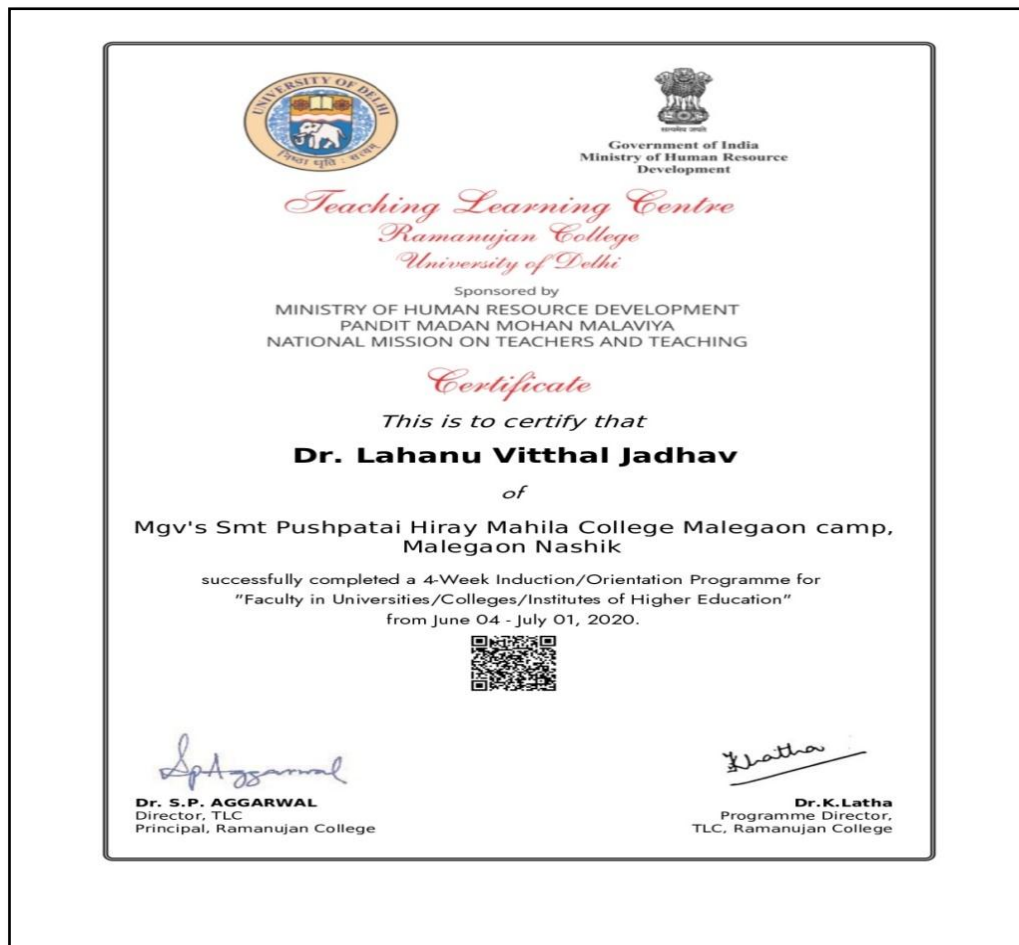 UNIVERSITY OF DELHI
निष्ठा धृति: सत्यम्
सत्यमेव जयते
Government of India
Ministry of Human Resource
Development
Teaching Learning Centre
Ramanujan College
University of Delhi
Sponsored by
MINISTRY OF HUMAN RESOURCE DEVELOPMENT
PANDIT MADAN MOHAN MALAVIYA
NATIONAL MISSION ON TEACHERS AND TEACHING
Certificate
This is to certify that
Dr. Lahanu Vitthal Jadhav
of
Mgv's Smt Pushpatai Hiray Mahila College Malegaon camp,
Malegaon Nashik
successfully completed a 4-Week Induction/Orientation Programme for
"Faculty in Universities/Colleges/Institutes of Higher Education"
from June 04 - July 01, 2020.
SpAggarwal
Klatha
Dr. S.P. AGGARWAL
Director, TLC
Principal, Ramanujan College
Dr.K.Latha
Programme Director,
TLC, Ramanujan College